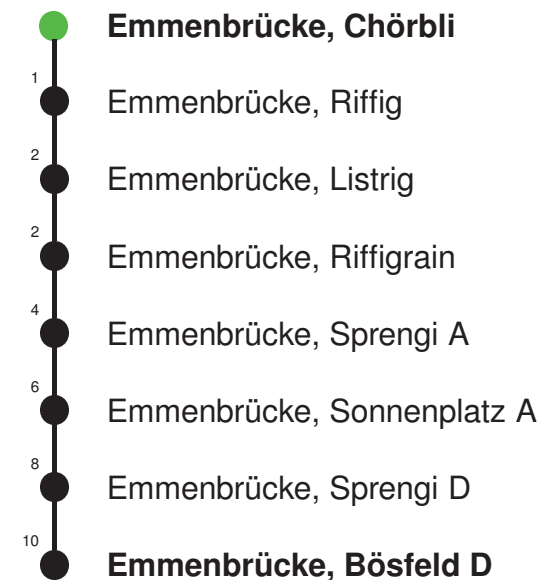 Emmenbrücke, Chörbli
1 Emmenbrücke, Riffig
2 Emmenbrücke, Listrig
2 Emmenbrücke, Riffigrain
4 Emmenbrücke, Sprengi A
6 Emmenbrücke, Sonnenplatz A
8 Emmenbrücke, Sprengi D
10 Emmenbrücke, Bösfeld D